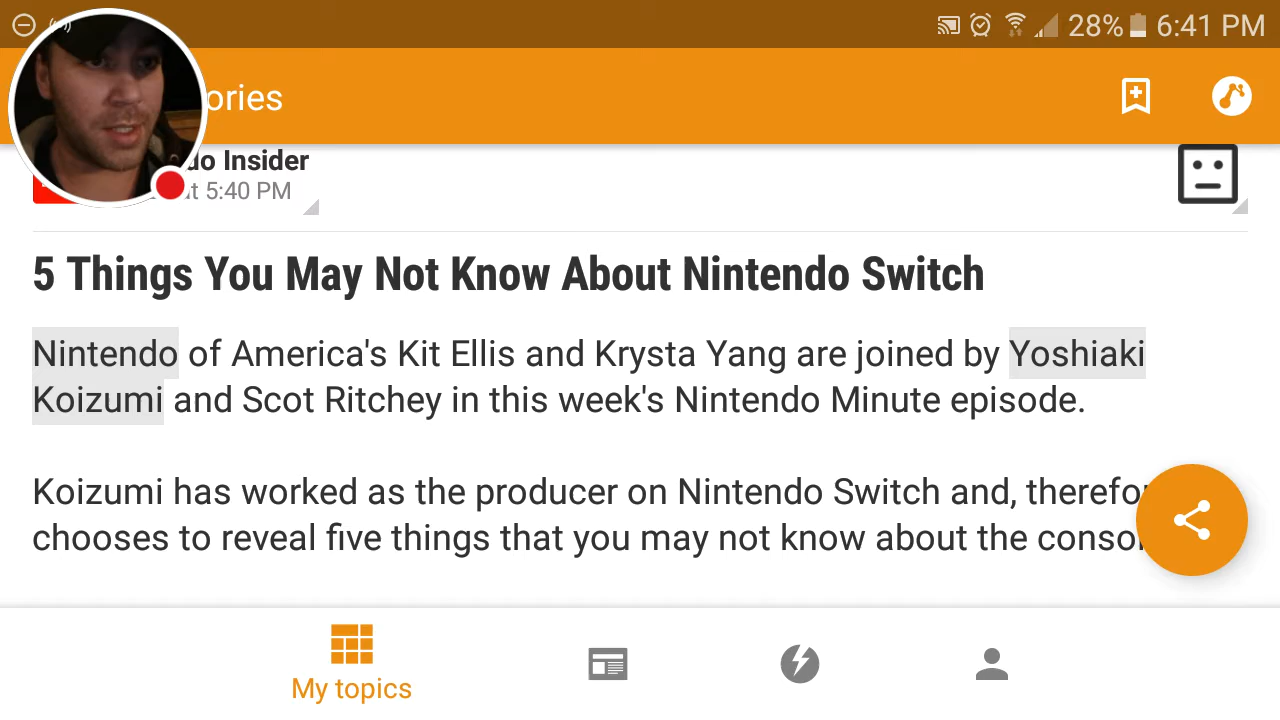 28% 6:41 PM
ories
do Insider
at 5:40 PM
5 Things You May Not Know About Nintendo Switch
Nintendo of America's Kit Ellis and Krysta Yang are joined by Yoshiaki
Koizumi and Scot Ritchey in this week's Nintendo Minute episode.
Koizumi has worked as the producer on Nintendo Switch and, therefo
chooses to reveal five things that you may not know about the conso
My topics